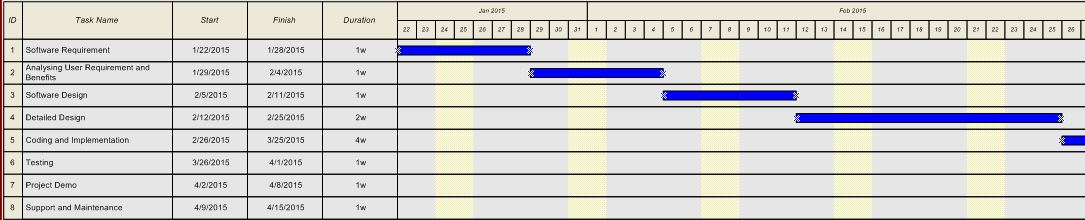 ID Task Name Start Finish Duration Jan 2015 Feb 2015
22 23 24 25 26 27 28 29 30 31 1 2 3 4 5 6 7 8 9 10 11 12 13 14 15 16 17 18 19 20 21 22 23 24 25 26
1 Software Requirement 1/22/2015 1/28/2015 1w
2 Analysing User Requirement and
Benefits 1/29/2015 2/4/2015 1w
3 Software Design 2/5/2015 2/11/2015 1w
4 Detailed Design 2/12/2015 2/25/2015 2w
5 Coding and Implementation 2/26/2015 3/25/2015 4w
6 Testing 3/26/2015 4/1/2015 1w
7 Project Demo 4/2/2015 4/8/2015 1w
8 Support and Maintenance 4/9/2015 4/15/2015 1w